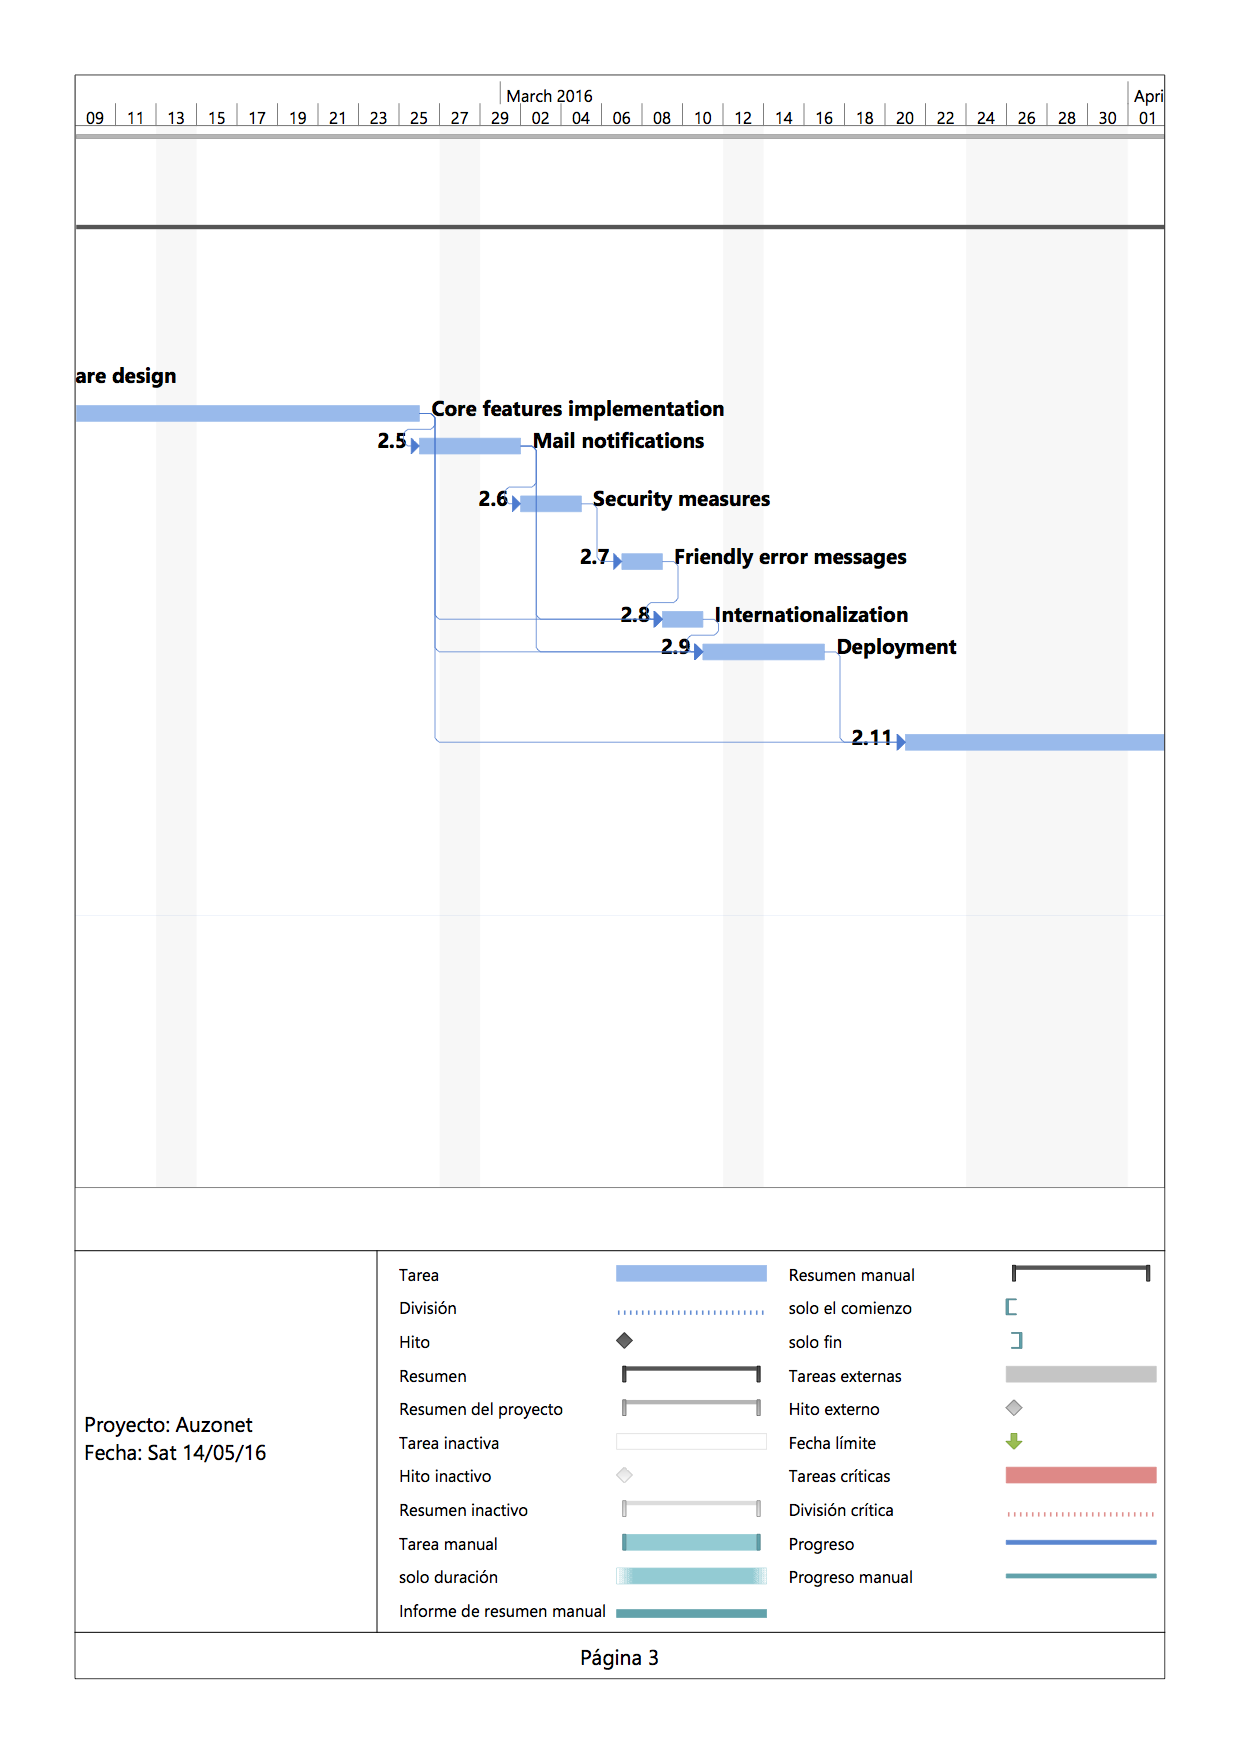 March 2016
Apri
09 11 13 15 17 19 21 23 25 27 29 02 04 06 08 10 12 14 16 18 20 22 24 26 28 30 01
are design
Core features implementation
2.5 Mail notifications
2.6 Security measures
2.7 Friendly error messages
2.8 Internationalization
2.9 Deployment
2.11
Proyecto: Auzonet
Fecha: Sat 14/05/16
Tarea
División
Hito
Resumen
Resumen del proyecto
Tarea inactiva
Hito inactivo
Resumen inactivo
Tarea manual
solo duración
Informe de resumen manual
Resumen manual
solo el comienzo
solo fin
Tareas externas
Hito externo
Fecha límite
Tareas críticas
División crítica
Progreso
Progreso manual
Página 3